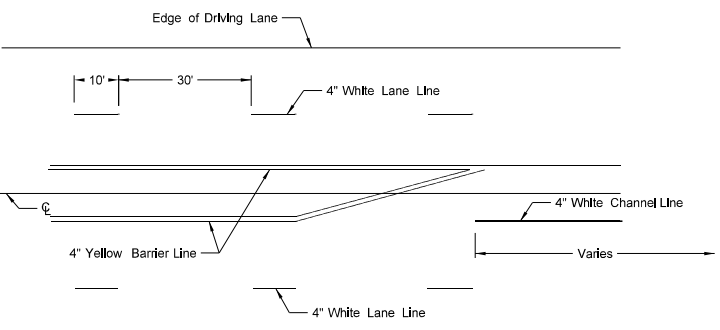 Edge of Driving Lane
10'
30'
4" White Lane Line
℄
4" White Channel Line
4" Yellow Barrier Line
Varies
4" White Lane Line